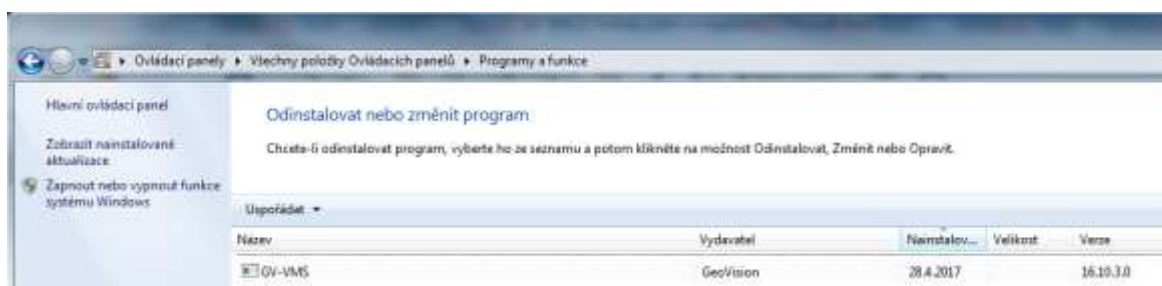 Ovládací panely ▸ Všechny položky Ovládacích panelů ▸ Programy a funkce
Hlavní ovládací panel
Zobrazit nainstalované
aktualizace
Zapnout nebo vypnout funkce
systému Windows
Odinstalovat nebo změnit program
Chcete-li odinstalovat program, vyberte ho ze seznamu a potom klikněte na možnost Odinstalovat, Změnit nebo Opravit.
Uspořádat
Název Vydavatel Nainstalov... Velikost Verze
GV-VMS GeoVision 28.4.2017 16.10.3.0